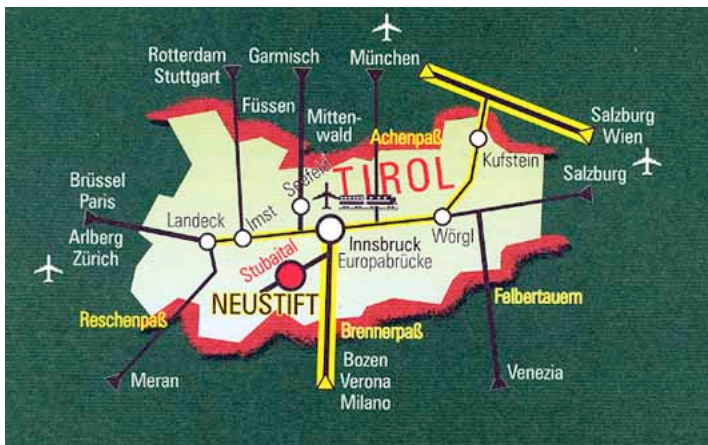 Rotterdam
Stuttgart
Garmisch
München
Füssen
Mitten-
wald
Achenpaß
Salzburg
Wien
Kufstein
TIROL
Seefeld
Salzburg
Brüssel
Paris
Arlberg
Zürich
Landeck
Imst
Innsbruck
Europabrücke
Wörgl
Stubaital
NEUSTIFT
Felbertauern
Reschenpaß
Brennerpaß
Meran
Bozen
Verona
Milano
Venezia